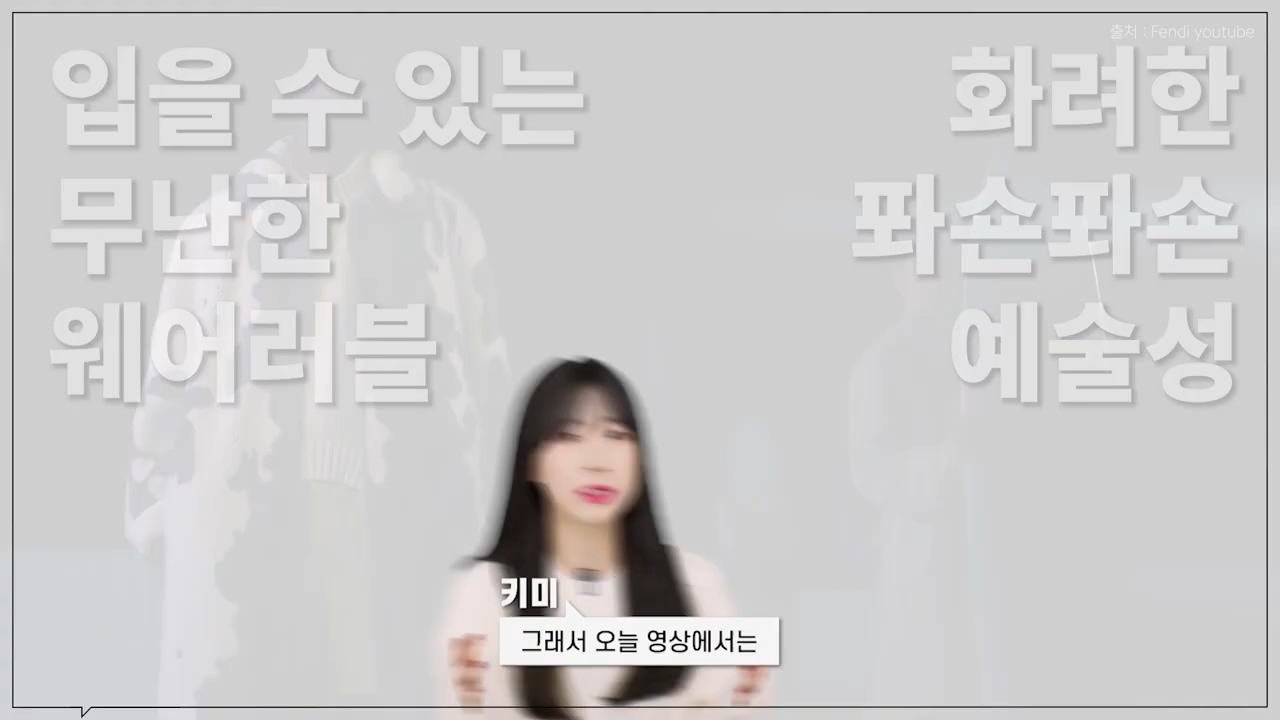 출처 : Fendi youtube
입을 수 있는
무난한
웨어러블
화려한
퐈숀퐈숀
예술성
키미
그래서 오늘 영상에서는